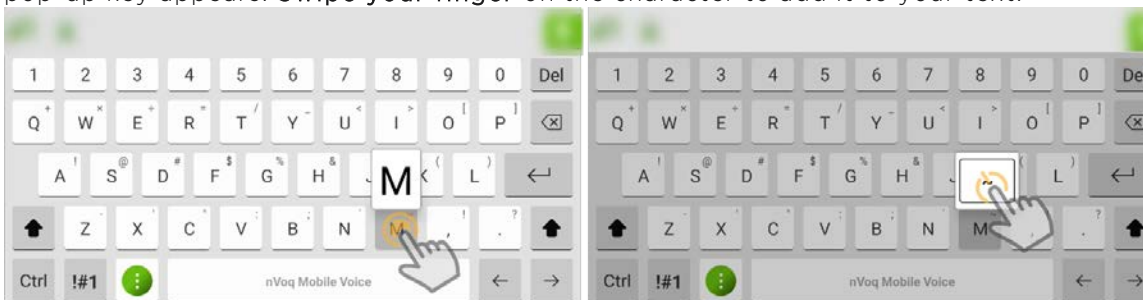 pop-up key appears. Swipe your finger on the character to add it to your text.
1 2 3 4 5 6 7 8 9 0 Del
Q + W × E ÷ R = T / Y - U < I > O [ P ]
A ! S @ D # F $ G % H & J M K ( L )
Z X C V B ; N M , ! . ?
Ctrl !#1 nVoq Mobile Voice ← →
1 2 3 4 5 6 7 8 9 0 De
Q + W × E ÷ R = T / Y - U < I > O [ P ]
A ! S @ D # F $ G % H & ~ ( L )
Z X C V B ; N M , . ?
Ctrl !#1 nVoq Mobile Voice ← →